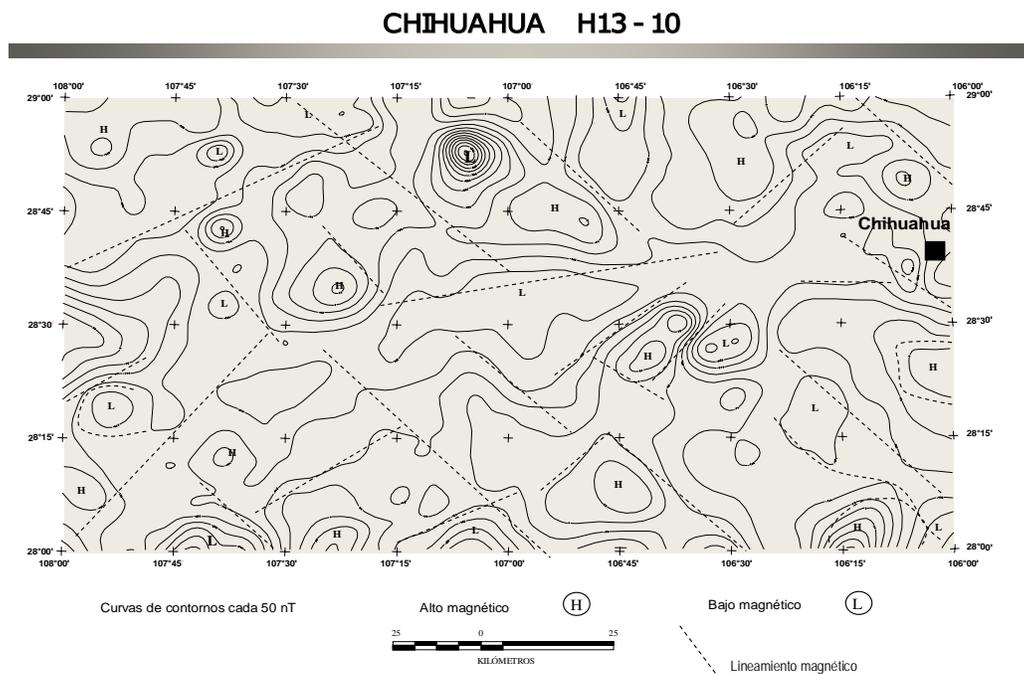 CHIHUAHUA H13 - 10
108°00' 107°45' 107°30' 107°15' 107°00' 106°45' 106°30' 106°15' 106°00'
29°00' 29°00'
L L
H L
L L H H
28°45' H 28°45'
Chihuahua
H
H
L L
28°30' 28°30'
L
H H
L L
28°15' 28°15'
H
H H
H L
L H L
28°00' 28°00'
108°00' 107°45' 107°30' 107°15' 107°00' 106°45' 106°30' 106°15' 106°00'
Curvas de contornos cada 50 nT Alto magnético H Bajo magnético L
25 0 25
KILÓMETROS
Lineamiento magnético